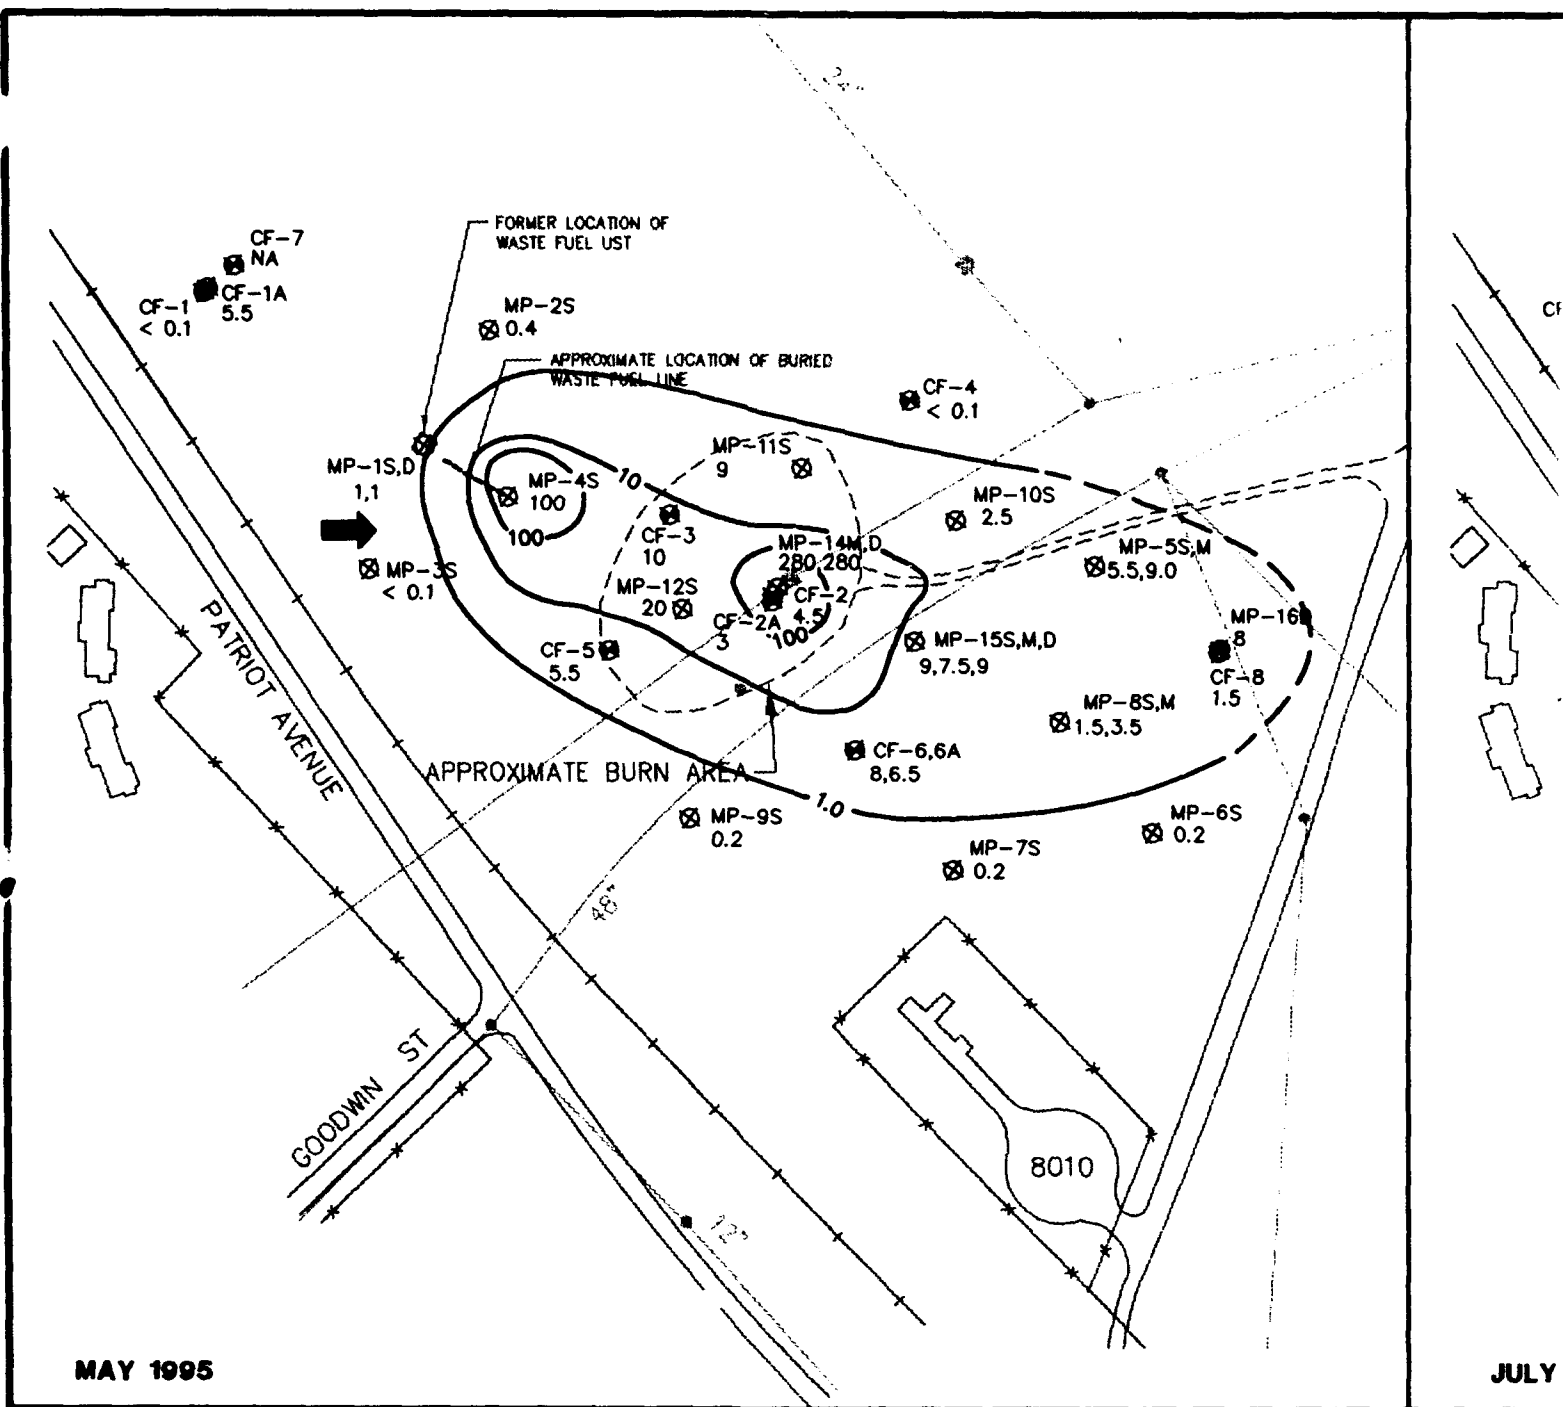 24"
FORMER LOCATION OF
WASTE FUEL UST
CF-7
NA
CF-1
< 0.1
CF-1A
5.5
MP-2S
0.4
APPROXIMATE LOCATION OF BURIED
WASTE FUEL LINE
CF-4
< 0.1
MP-1S,D
1,1
MP-4S
100
100
10
MP-11S
9
MP-10S
2.5
CF-3
10
MP-14M,D
280,280
MP-5S,M
5.5,9.0
MP-3S
< 0.1
MP-12S
20
CF-2
4.5
CF-2A
3
100
MP-16
8
CF-8
1.5
CF-5
5.5
MP-15S,M,D
9,7.5,9
MP-8S,M
1.5,3.5
CF-6,6A
8,6.5
APPROXIMATE BURN AREA
1.0
MP-9S
0.2
MP-7S
0.2
MP-6S
0.2
PATRIOT AVENUE
48"
GOODWIN ST
12"
8010
MAY 1995
JULY